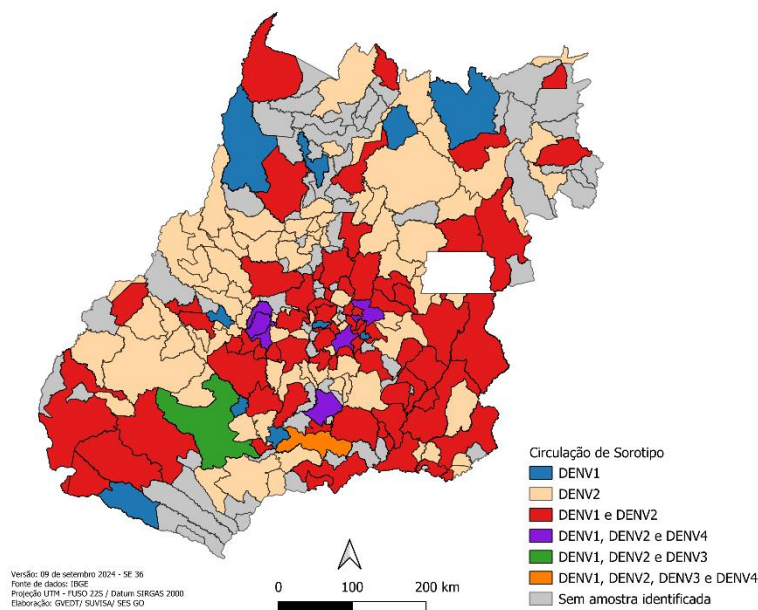 Circulação de Sorotipo
DENV1
DENV2
DENV1 e DENV2
DENV1, DENV2 e DENV4
DENV1, DENV2 e DENV3
DENV1, DENV2, DENV3 e DENV4
Sem amostra identificada
Versão: 09 de setembro 2024 - SE 36
Fonte de dados: IBGE
Projeção UTM - FUSO 22S / Datum SIRGAS 2000
Elaboração: GVEDT/ SUVISA/ SES GO
0 100 200 km